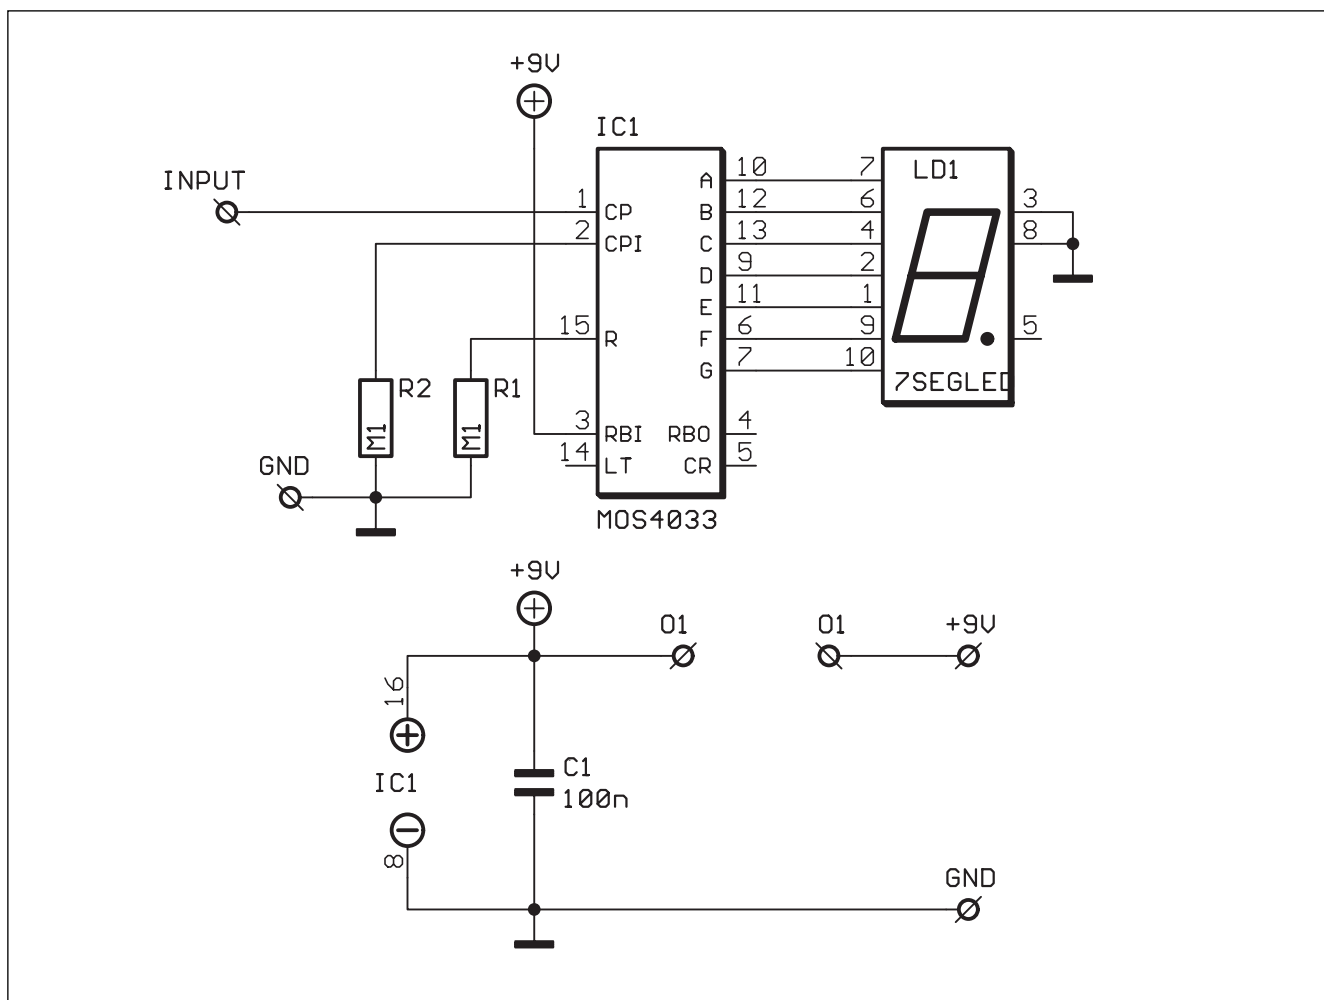 +9V
IC1
INPUT
1
CP
2
CPI
15
R
3
RBI
14
LT
A
10
B
12
C
13
D
9
E
11
F
6
G
7
RBO
4
CR
5
MOS4033
7
6
4
2
1
9
10
LD1
7SEGLED
3
8
5
R2
M1
R1
M1
GND
+9V
O1
O1
+9V
16
IC1
8
C1
100n
GND